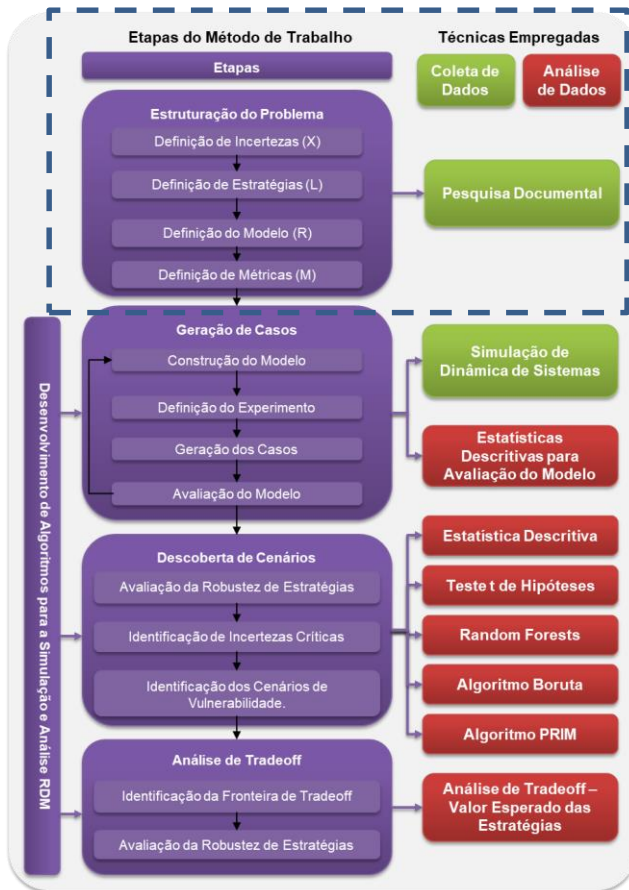 Etapas do Método de Trabalho
Técnicas Empregadas
Etapas
Coleta de
Dados
Análise
de Dados
Estruturação do Problema
Definição de Incertezas (X)
Definição de Estratégias (L)
Definição do Modelo (R)
Definição de Métricas (M)
Pesquisa Documental
Desenvolvimento de Algoritmos para a Simulação e Análise RDM
Geração de Casos
Construção do Modelo
Definição do Experimento
Geração dos Casos
Avaliação do Modelo
Simulação de
Dinâmica de Sistemas
Estatísticas
Descritivas para
Avaliação do Modelo
Descoberta de Cenários
Avaliação da Robustez de Estratégias
Identificação de Incertezas Críticas
Identificação dos Cenários de
Vulnerabilidade.
Estatística Descritiva
Teste t de Hipóteses
Random Forests
Algoritmo Boruta
Algoritmo PRIM
Análise de Tradeoff
Identificação da Fronteira de Tradeoff
Avaliação da Robustez de Estratégias
Análise de Tradeoff –
Valor Esperado das
Estratégias